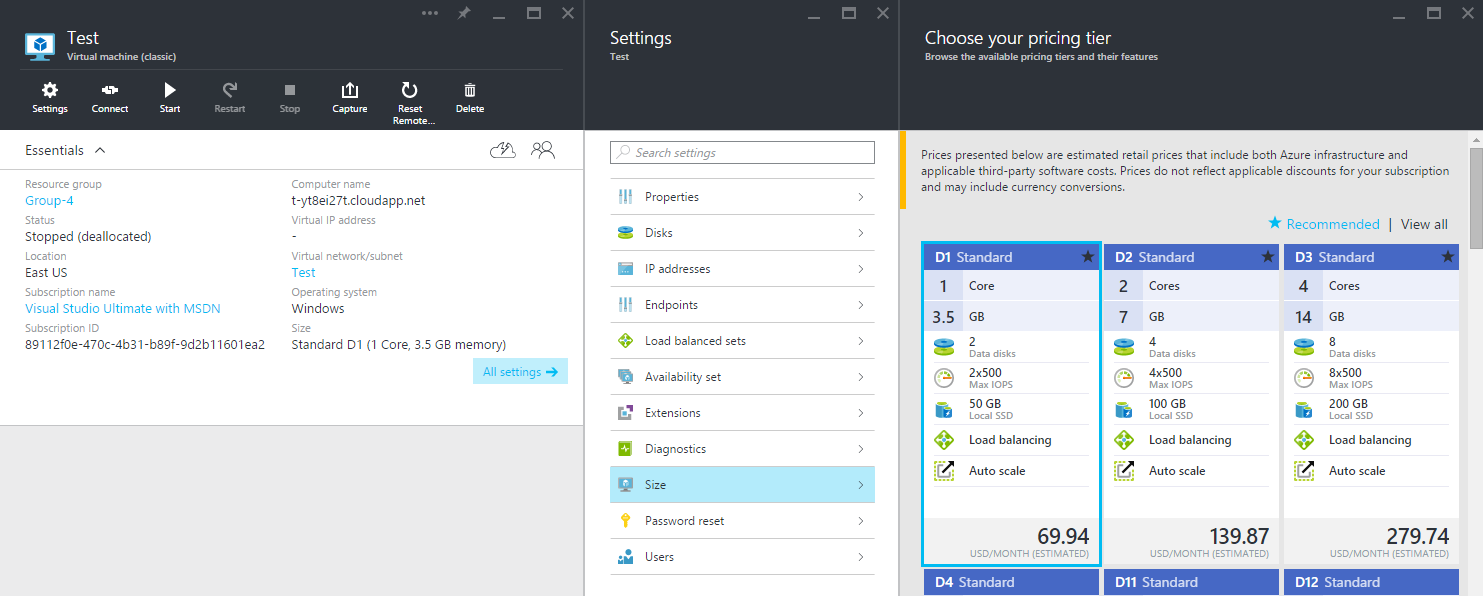 Test
Virtual machine (classic)
Settings
Connect
Start
Restart
Stop
Capture
Reset
Remote...
Delete
Essentials
Resource group
Group-4
Status
Stopped (deallocated)
Location
East US
Subscription name
Visual Studio Ultimate with MSDN
Subscription ID
89112f0e-470c-4b31-b89f-9d2b11601ea2
Computer name
t-yt8ei27t.cloudapp.net
Virtual IP address
-
Virtual network/subnet
Test
Operating system
Windows
Size
Standard D1 (1 Core, 3.5 GB memory)
All settings
Settings
Test
Search settings
Properties
Disks
IP addresses
Endpoints
Load balanced sets
Availability set
Extensions
Diagnostics
Size
Password reset
Users
Choose your pricing tier
Browse the available pricing tiers and their features
Prices presented below are estimated retail prices that include both Azure infrastructure and
applicable third-party software costs. Prices do not reflect applicable discounts for your subscription
and may include currency conversions.
Recommended | View all
D1 Standard
1 Core
3.5 GB
2
Data disks
2x500
Max IOPS
50 GB
Local SSD
Load balancing
Auto scale
69.94
USD/MONTH (ESTIMATED)
D2 Standard
2 Cores
7 GB
4
Data disks
4x500
Max IOPS
100 GB
Local SSD
Load balancing
Auto scale
139.87
USD/MONTH (ESTIMATED)
D3 Standard
4 Cores
14 GB
8
Data disks
8x500
Max IOPS
200 GB
Local SSD
Load balancing
Auto scale
279.74
USD/MONTH (ESTIMATED)
D4 Standard
D11 Standard
D12 Standard